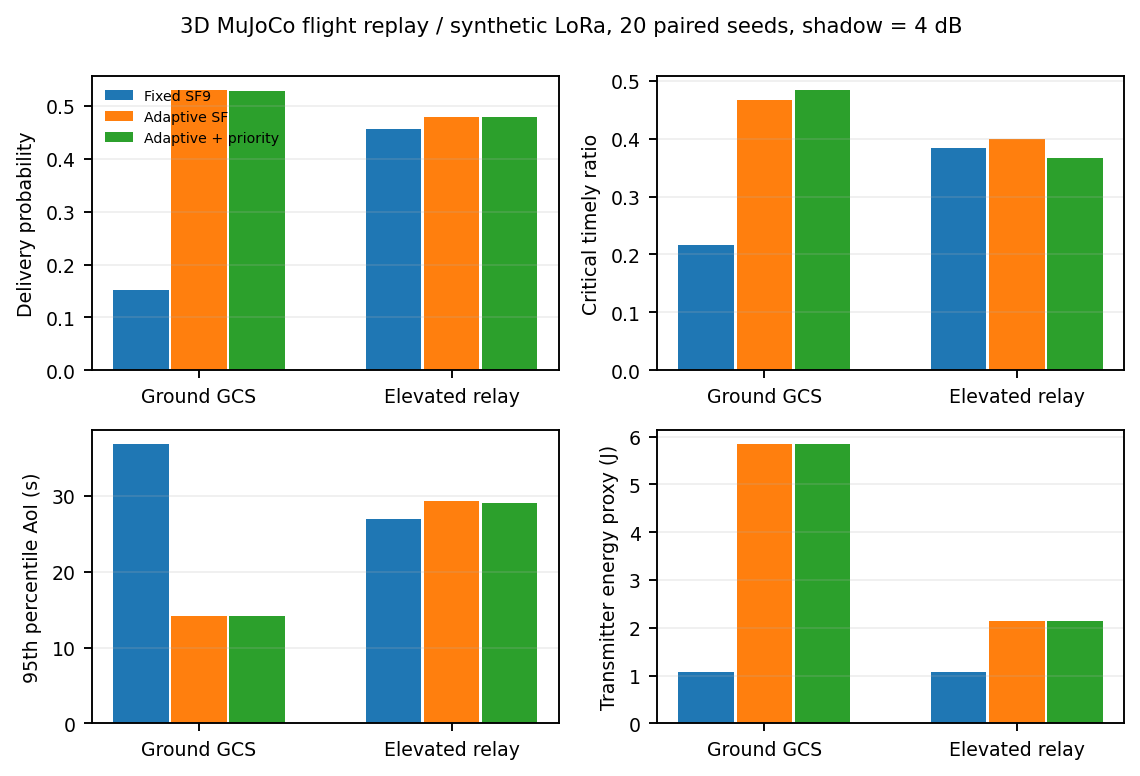 3D MuJoCo flight replay / synthetic LoRa, 20 paired seeds, shadow = 4 dB
Delivery probability
0.5
0.4
0.3
0.2
0.1
0.0
Fixed SF9
Adaptive SF
Adaptive + priority
Ground GCS
Elevated relay
Critical timely ratio
0.5
0.4
0.3
0.2
0.1
0.0
Ground GCS
Elevated relay
95th percentile AoI (s)
30
20
10
0
Ground GCS
Elevated relay
Transmitter energy proxy (J)
6
5
4
3
2
1
0
Ground GCS
Elevated relay